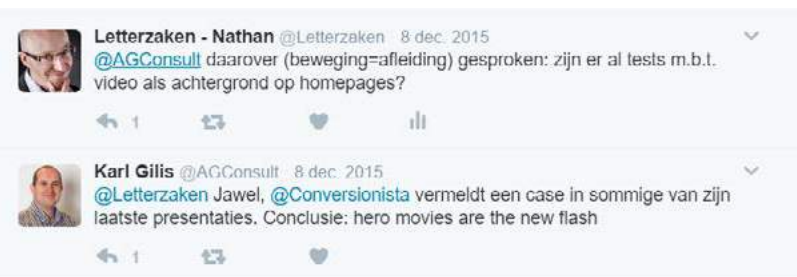 Letterzaken - Nathan @Letterzaken 8 dec. 2015
@AGConsult daarover (beweging=afleiding) gesproken: zijn er al tests m.b.t.
video als achtergrond op homepages?
1
Karl Gilis @AGConsult 8 dec. 2015
@Letterzaken Jawel, @Conversionista vermeldt een case in sommige van zijn
laatste presentaties. Conclusie: hero movies are the new flash
1